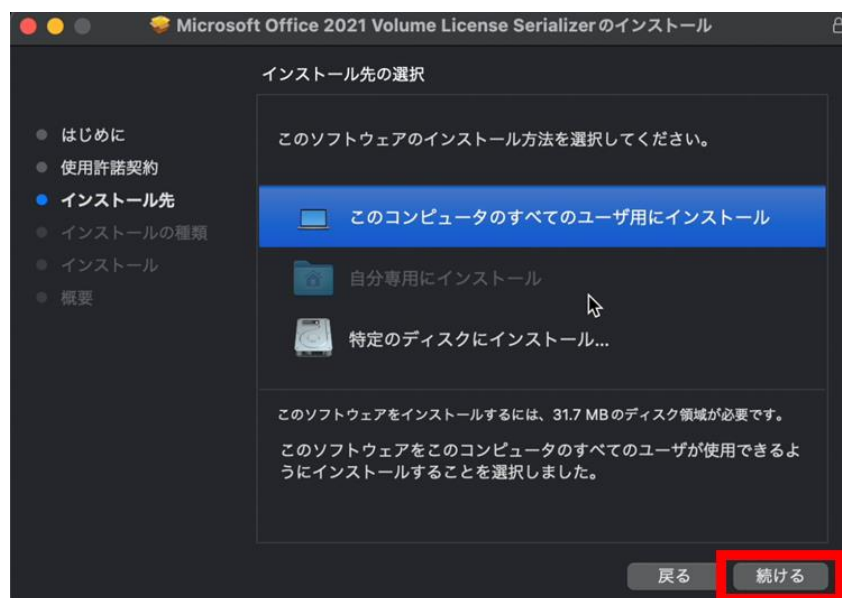 Microsoft Office 2021 Volume License Serializerのインストール
インストール先の選択
はじめに
使用許諾契約
インストール先
インストールの種類
インストール
概要
このソフトウェアのインストール方法を選択してください。
このコンピュータのすべてのユーザ用にインストール
自分専用にインストール
特定のディスクにインストール...
このソフトウェアをインストールするには、31.7 MBのディスク領域が必要です。
このソフトウェアをこのコンピュータのすべてのユーザが使用できるよ
うにインストールすることを選択しました。
戻る
続ける